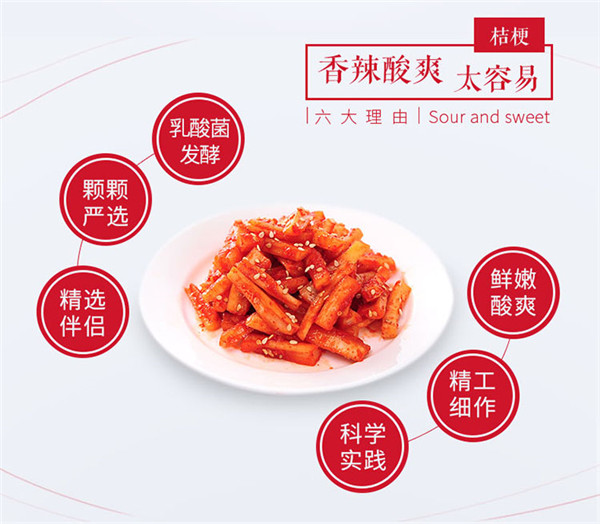 桔梗
香辣酸爽 太容易
六大理由 Sour and sweet
乳酸菌
发酵
颗颗
严选
精选
伴侣
鲜嫩
酸爽
精工
细作
科学
实践